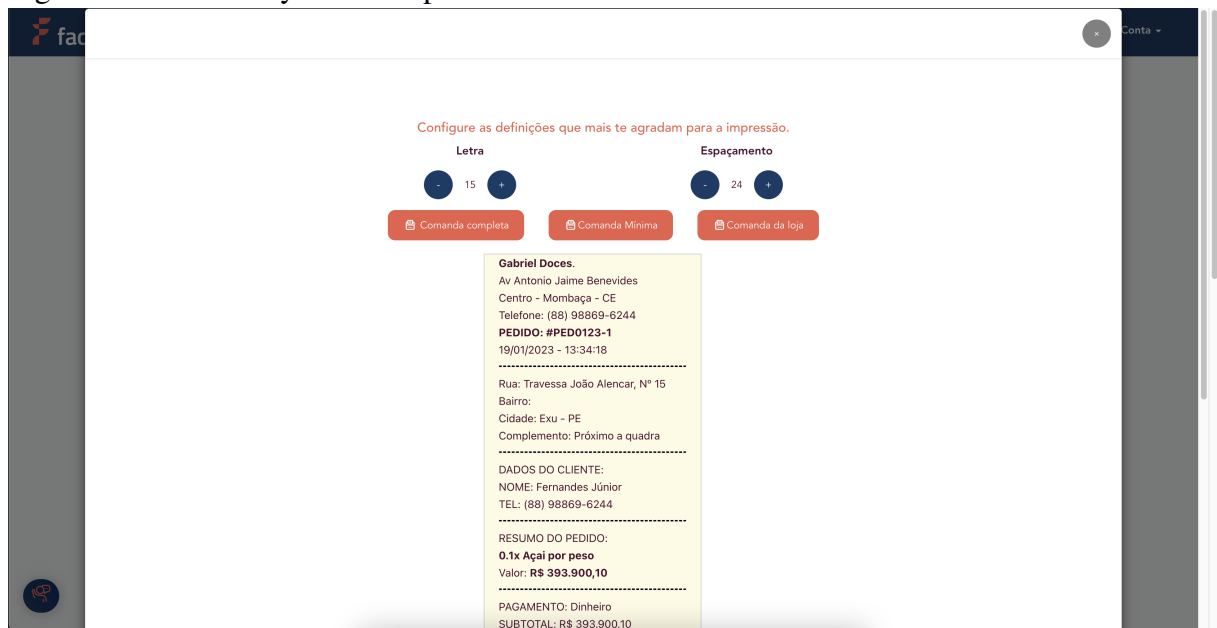 fac
Conta
×
Configure as definições que mais te agradam para a impressão.
Letra
Espaçamento
- 15 +
- 24 +
Comanda completa
Comanda Mínima
Comanda da loja
Gabriel Doces.
Av Antonio Jaime Benevides
Centro - Mombaça - CE
Telefone: (88) 98869-6244
PEDIDO: #PED0123-1
19/01/2023 - 13:34:18
Rua: Travessa João Alencar, Nº 15
Bairro:
Cidade: Exu - PE
Complemento: Próximo a quadra
DADOS DO CLIENTE:
NOME: Fernandes Júnior
TEL: (88) 98869-6244
RESUMO DO PEDIDO:
0.1x Açai por peso
Valor: R$ 393.900,10
PAGAMENTO: Dinheiro
SUBTOTAL: R$ 393.900,10